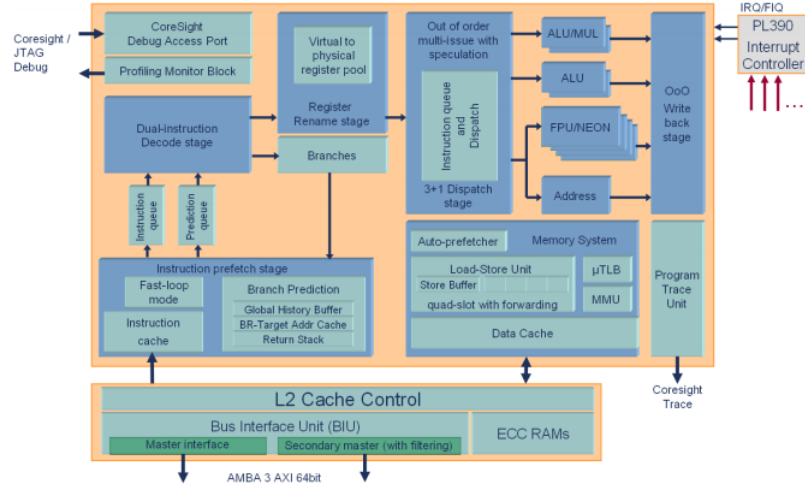 Coresight /
JTAG
Debug
CoreSight
Debug Access Port
Profiling Monitor Block
Virtual to
physical
register pool
Register
Rename stage
Dual-instruction
Decode stage
Branches
Instruction
queue
Prediction
queue
Out of order
multi-issue with
speculation
Instruction queue
and
Dispatch
3+1 Dispatch
stage
ALU/MUL
ALU
FPU/NEON
Address
OoO
Write
back
stage
IRQ/FIQ
PL390
Interrupt
Controller
...
Instruction prefetch stage
Fast-loop
mode
Instruction
cache
Branch Prediction
Global History Buffer
BR-Target Addr Cache
Return Stack
Auto-prefetcher
Memory System
Load-Store Unit
Store Buffer
quad-slot with forwarding
µTLB
MMU
Data Cache
Program
Trace
Unit
Coresight
Trace
L2 Cache Control
Bus Interface Unit (BIU)
Master interface
Secondary master (with filtering)
ECC RAMs
AMBA 3 AXI 64bit